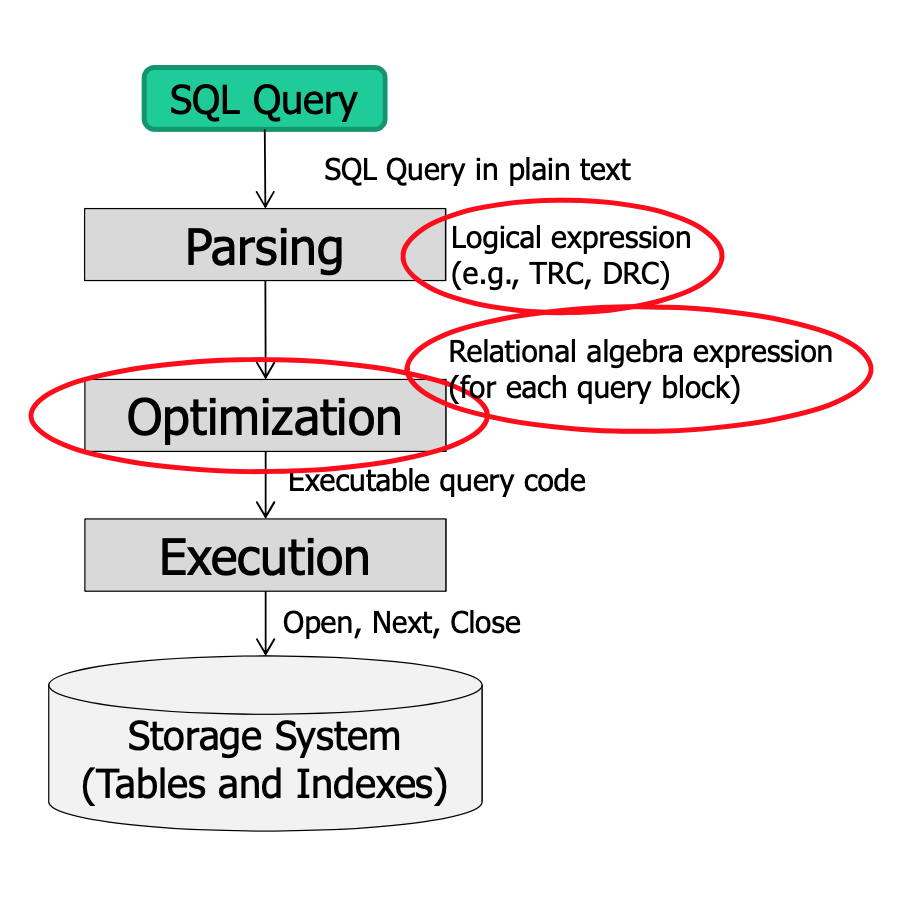 SQL Query
SQL Query in plain text
Parsing
Logical expression
(e.g., TRC, DRC)
Relational algebra expression
(for each query block)
Optimization
Executable query code
Execution
Open, Next, Close
Storage System
(Tables and Indexes)